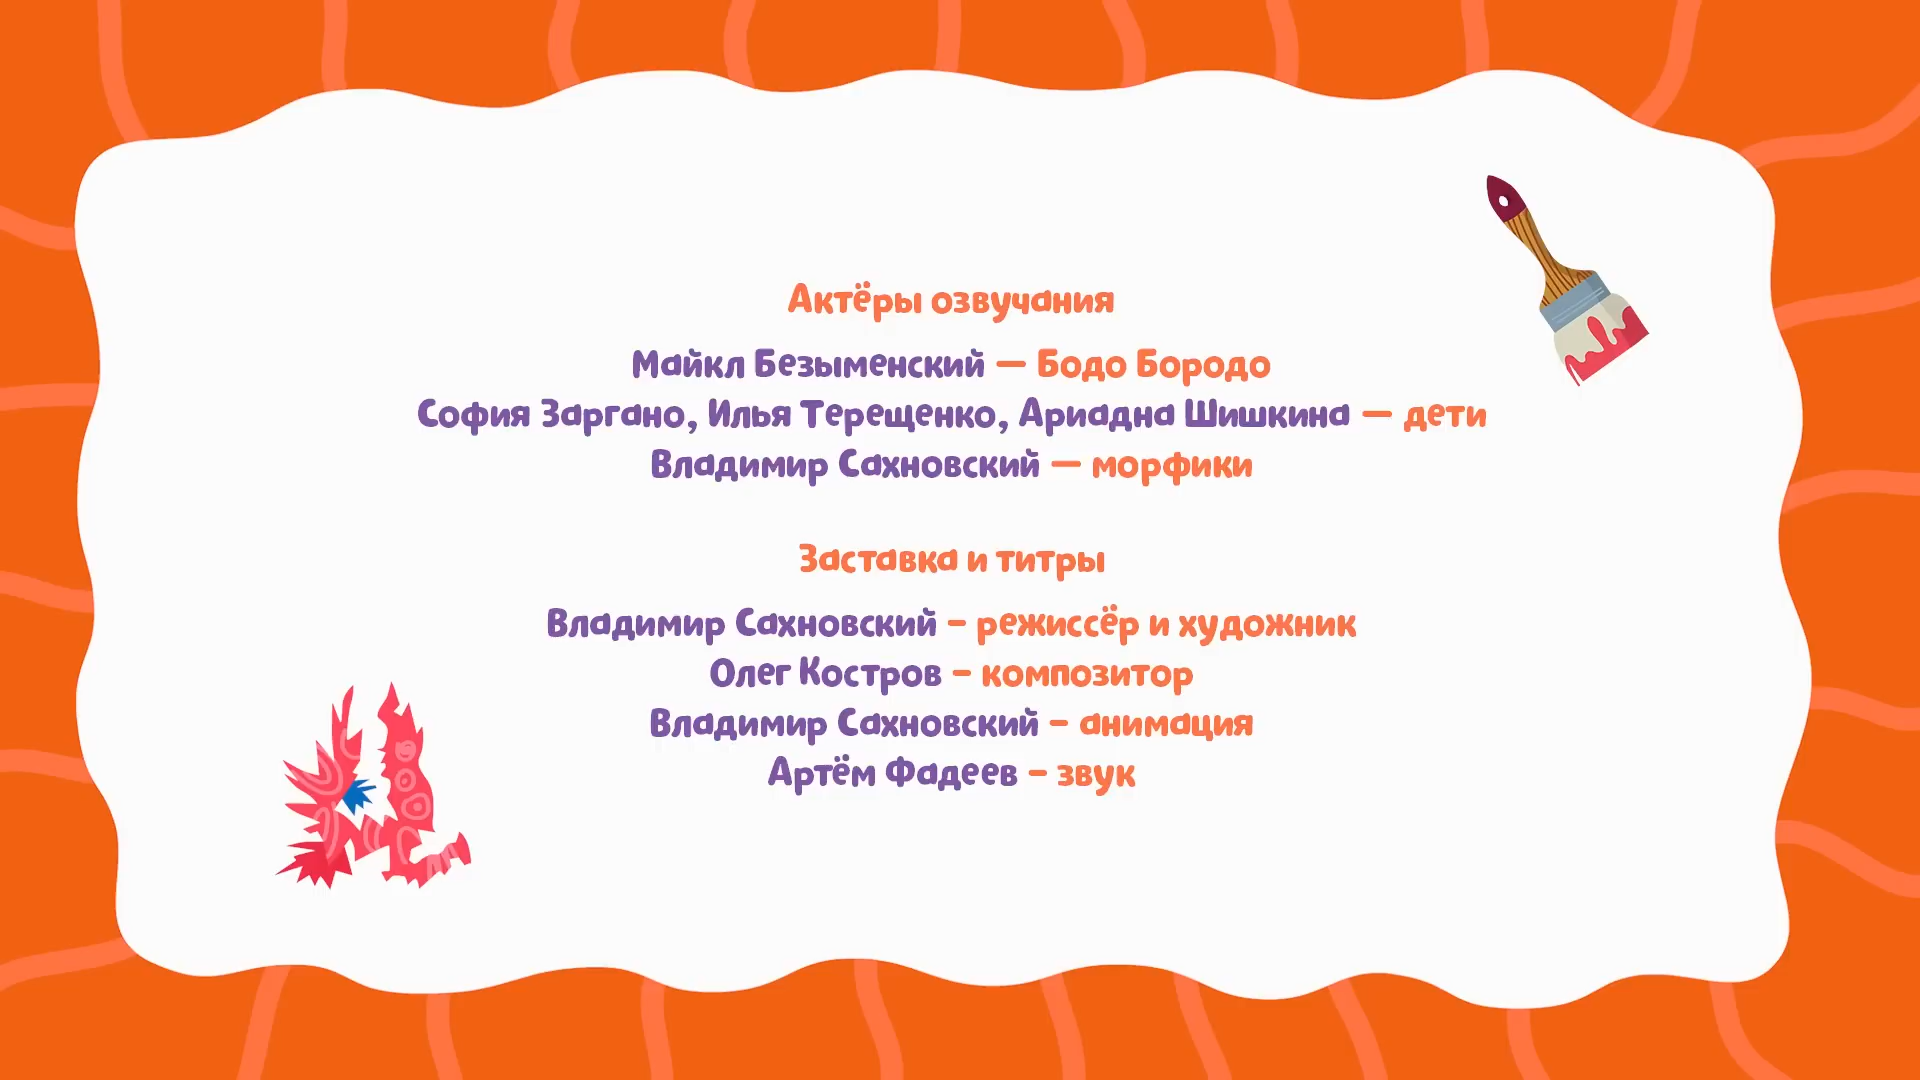 Актёры озвучания
Майкл Безыменский — Бодо Бородо
София Заргано, Илья Терещенко, Ариадна Шишкина — дети
Владимир Сахновский — морфики
Заставка и титры
Владимир Сахновский – режиссёр и художник
Олег Костров – композитор
Владимир Сахновский – анимация
Артём Фадеев – звук